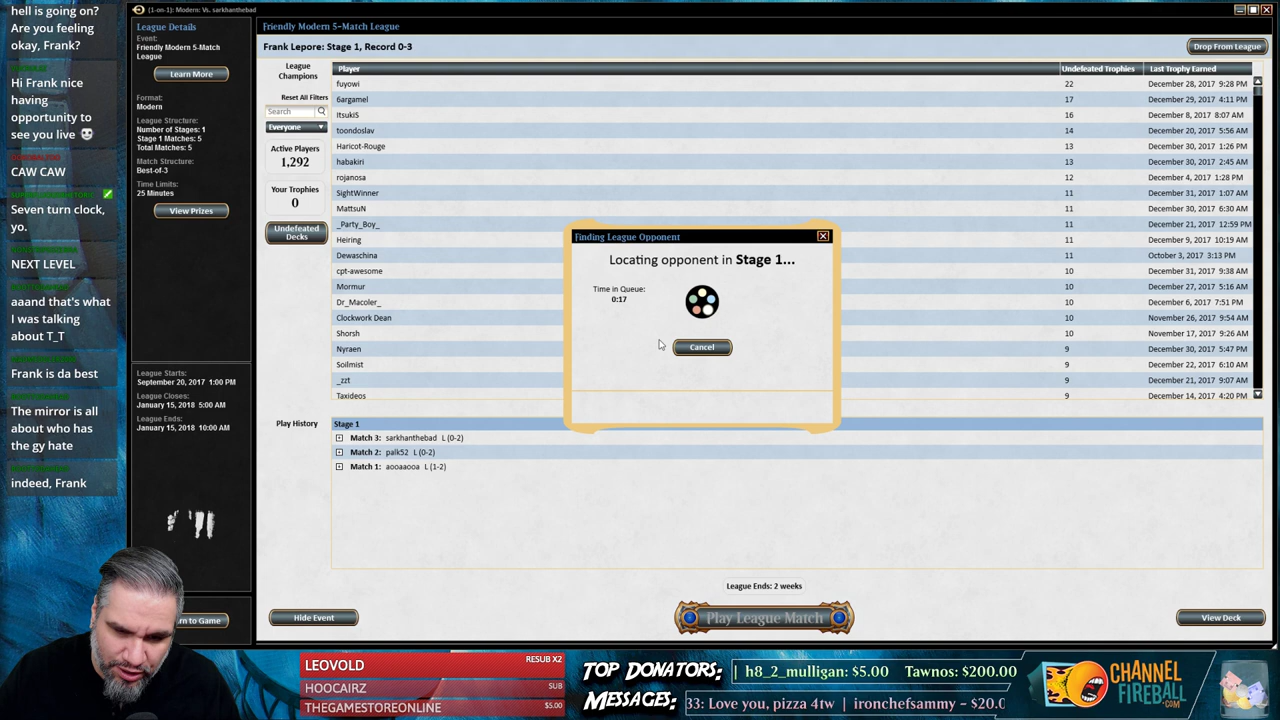 hell is going on?
Are you feeling
okay, Frank?
Hi Frank nice
having
opportunity to
see you live
CAW CAW
Seven turn clock,
yo.
NEXT LEVEL
aaand that's what
I was talking
about T_T
Frank is da best
The mirror is all
about who has
the gy hate
indeed, Frank
(1-on-1): Modern: Vs. sarkhanthebad
League Details
Event:
Friendly Modern 5-Match
League
Learn More
Format:
Modern
League Structure:
Number of Stages: 1
Stage 1 Matches: 5
Total Matches: 5
Match Structure:
Best-of-3
Time Limits:
25 Minutes
View Prizes
League Starts:
September 20, 2017 1:00 PM
League Closes:
January 15, 2018 5:00 AM
League Ends:
January 15, 2018 10:00 AM
rn to Game
Friendly Modern 5-Match League
Frank Lepore: Stage 1, Record 0-3
Drop From League
League
Champions
Reset All Filters
Search
Everyone
Active Players
1,292
Your Trophies
0
Undefeated
Decks
Player Undefeated Trophies Last Trophy Earned
fuyowi 22 December 28, 2017 9:28 PM
6argamel 17 December 29, 2017 4:11 PM
ItsukiS 16 December 8, 2017 8:07 AM
toondoslav 14 December 20, 2017 5:56 PM
Haricot-Rouge 13 December 30, 2017 1:26 PM
habakiri 13 December 30, 2017 2:45 AM
rojanosa 12 December 4, 2017 1:28 PM
SightWinner 11 December 31, 2017 1:07 AM
MattsuN 11 December 30, 2017 6:30 AM
_Party_Boy_ 11 December 21, 2017 12:59 PM
Heiring 11 December 9, 2017 10:19 AM
Dewaschina 11 October 3, 2017 3:13 PM
cpt-awesome 10 December 31, 2017 9:38 AM
Mormur 10 December 27, 2017 5:16 AM
Dr_Macoler_ 10 December 6, 2017 7:51 PM
Clockwork Dean 10 November 26, 2017 9:54 AM
Shorsh 10 November 17, 2017 9:26 AM
Nyraen 9 December 30, 2017 5:47 PM
Soilmist 9 December 22, 2017 6:10 AM
_zzt 9 December 21, 2017 9:07 AM
Taxideos 9 December 14, 2017 4:20 PM
Finding League Opponent
Locating opponent in Stage 1...
Time in Queue:
0:17
Cancel
Play History
Stage 1
Match 3: sarkhanthebad L (0-2)
Match 2: palk52 L (0-2)
Match 1: aooaaooa L (1-2)
League Ends: 2 weeks
Hide Event
Play League Match
View Deck
LEOVOLD RESUB X2
HOOCAIRZ SUB
THEGAMESTOREONLINE $5.00
TOP DONATORS: h8_2_mulligan: $5.00 Tawnos: $200.00
MESSAGES: 33: Love you, pizza 4tw | ironchefsammy - $20.0
CHANNEL
FIREBALL
.COM